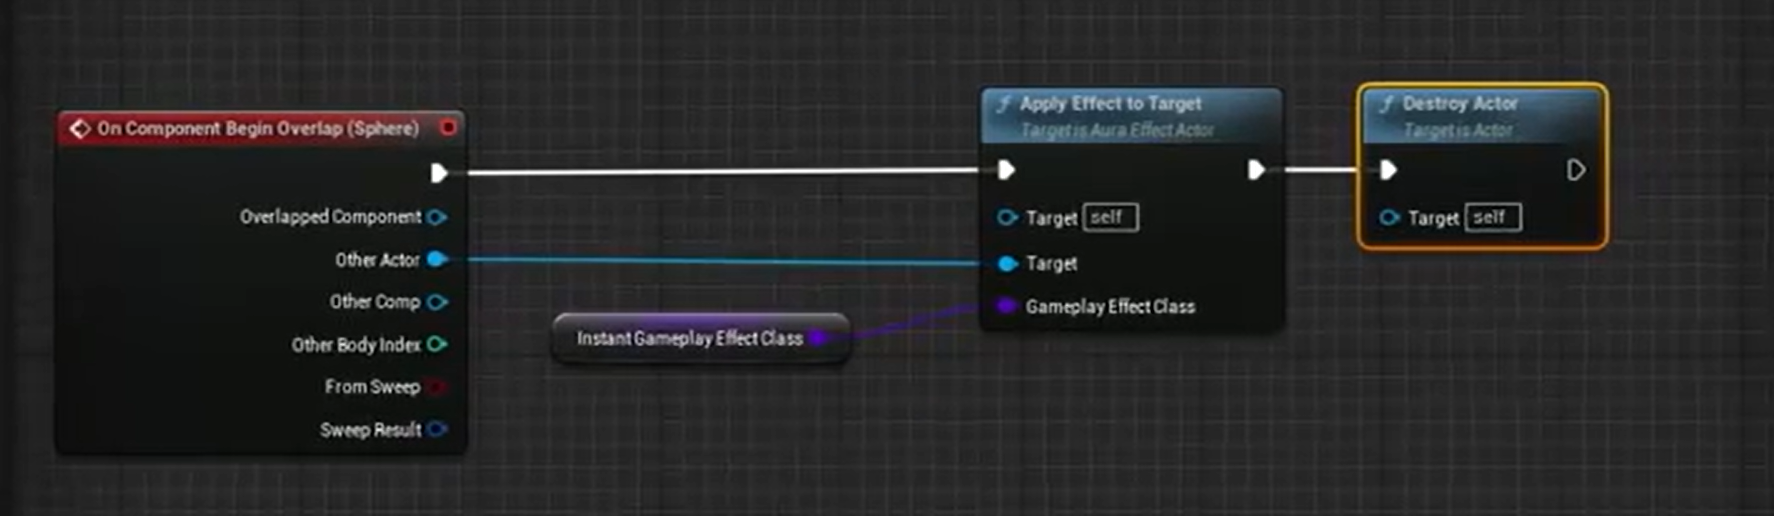 On Component Begin Overlap (Sphere)
Overlapped Component
Other Actor
Other Comp
Other Body Index
From Sweep
Sweep Result
Instant Gameplay Effect Class
Apply Effect to Target
Target is Aura Effect Actor
Target self
Target
Gameplay Effect Class
Destroy Actor
Target is Actor
Target self